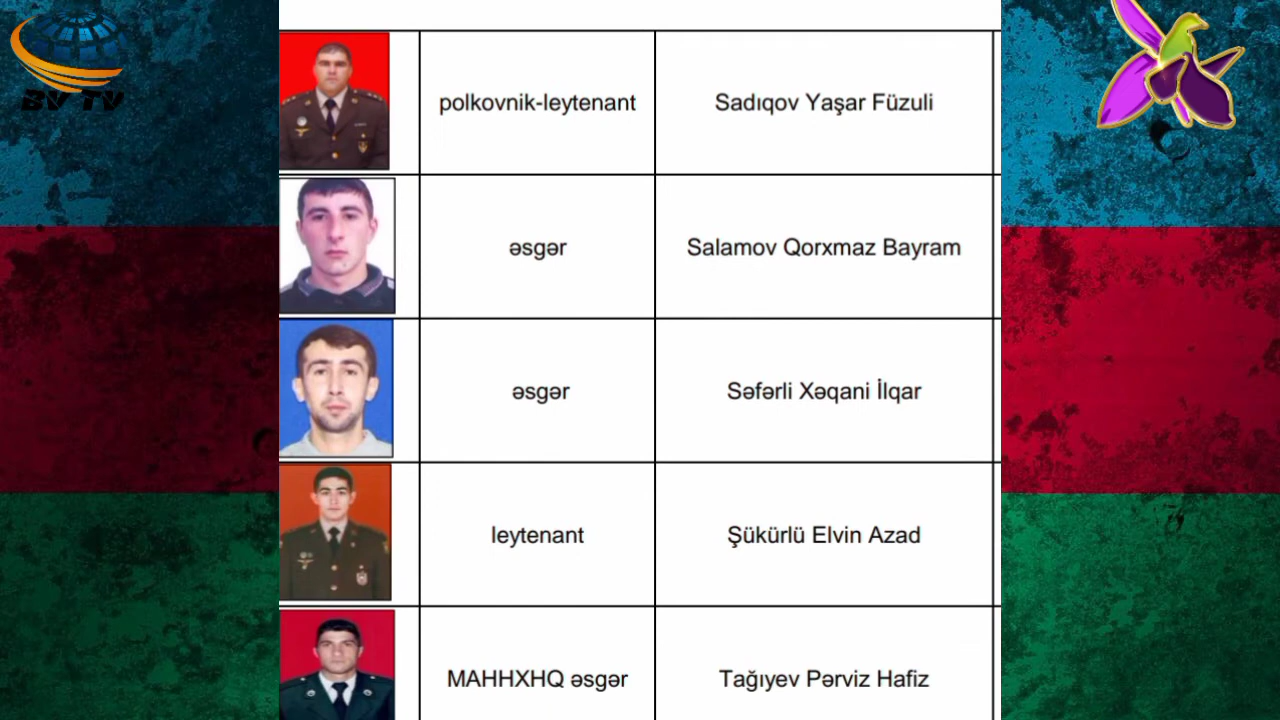 BV TV
polkovnik-leytenant
Sadıqov Yaşar Füzuli
əsgər
Salamov Qorxmaz Bayram
əsgər
Səfərli Xəqani İlqar
leytenant
Şükürlü Elvin Azad
MAHHXHQ əsgər
Tağıyev Pərviz Hafiz